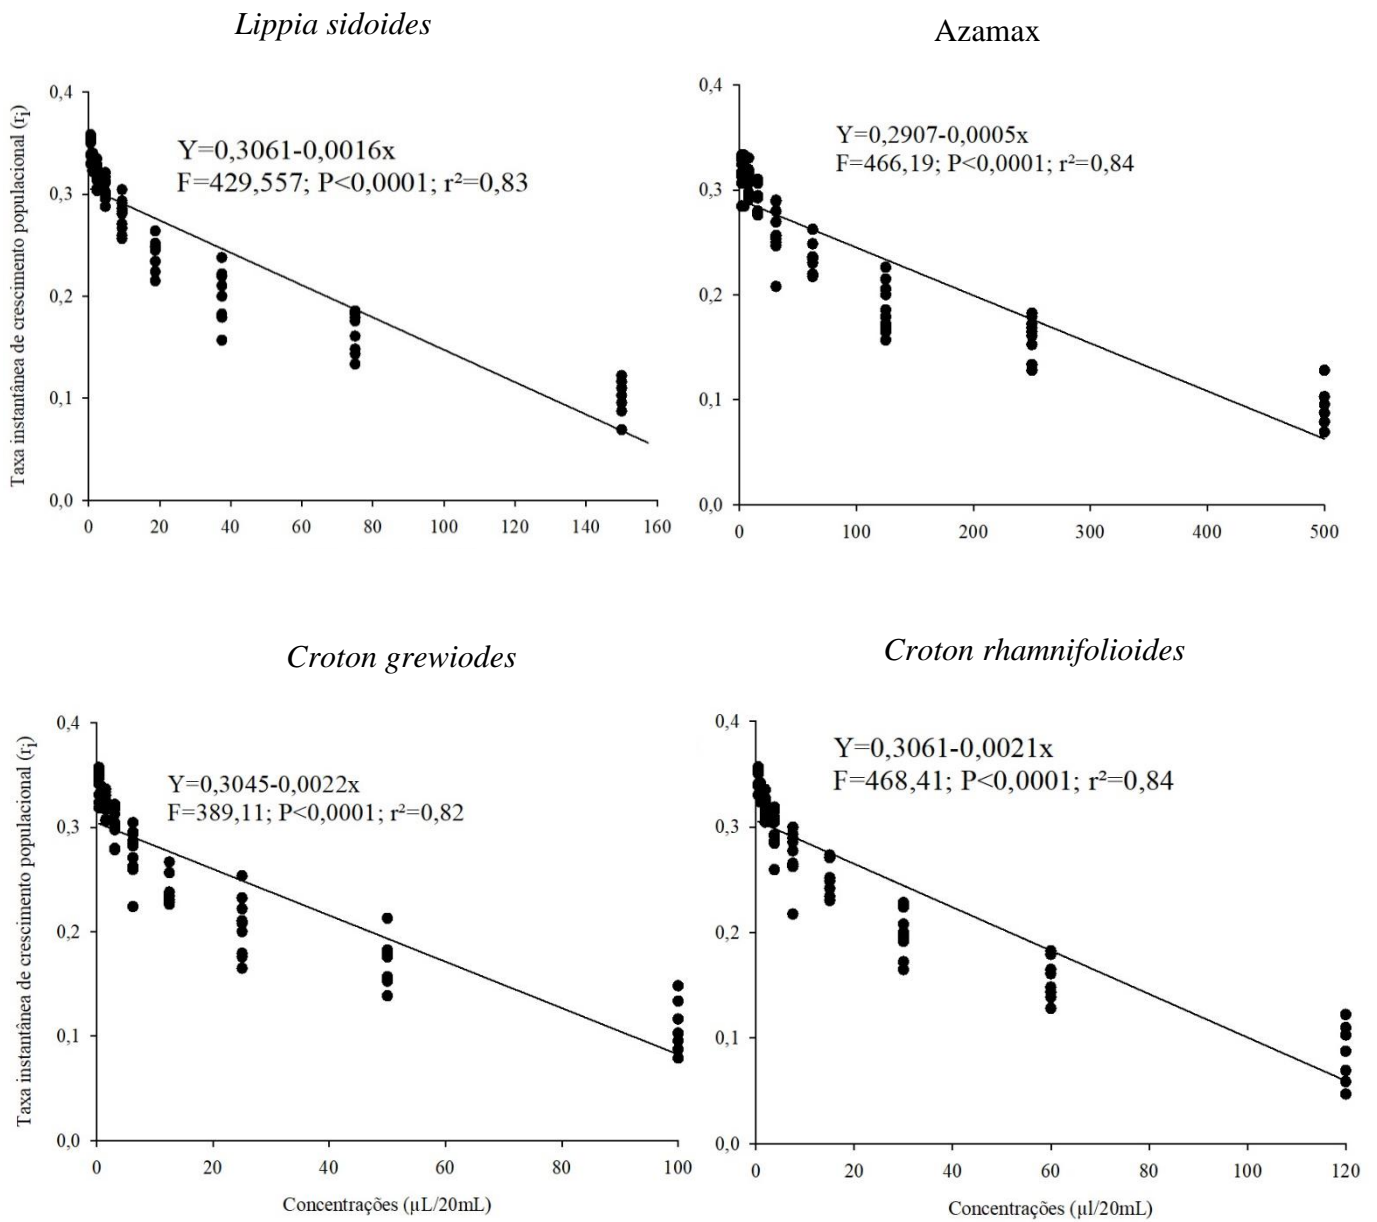 Lippia sidoides
Taxa instantânea de crescimento populacional (ri)
0,4
0,3
0,2
0,1
0,0
Y=0,3061-0,0016x
F=429,557; P<0,0001; r²=0,83
0 20 40 60 80 100 120 140 160
Azamax
0,4
0,3
0,2
0,1
0,0
Y=0,2907-0,0005x
F=466,19; P<0,0001; r²=0,84
0 100 200 300 400 500
Croton grewiodes
Taxa instantânea de crescimento populacional (ri)
0,4
0,3
0,2
0,1
0,0
Y=0,3045-0,0022x
F=389,11; P<0,0001; r²=0,82
0 20 40 60 80 100
Concentrações (µL/20mL)
Croton rhamnifolioides
0,4
0,3
0,2
0,1
0,0
Y=0,3061-0,0021x
F=468,41; P<0,0001; r²=0,84
0 20 40 60 80 100 120
Concentrações (µl/20mL)